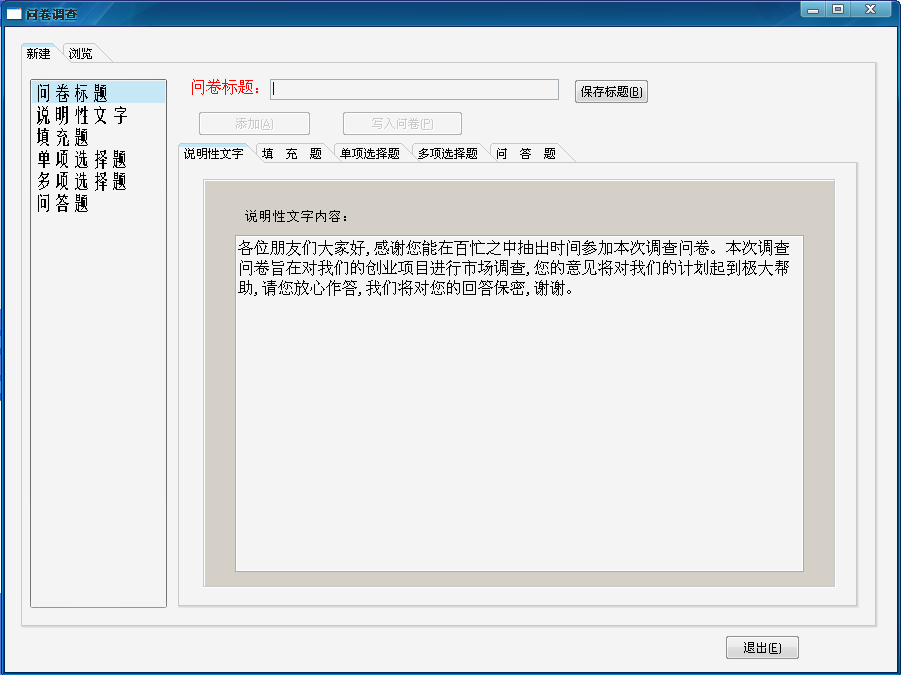 问卷调查
新建 浏览
问卷标题
说明性文字
填充题
单项选择题
多项选择题
问答题
问卷标题： 保存标题(B)
添加(A) 写入问卷(P)
说明性文字 填 充 题 单项选择题 多项选择题 问 答 题
说明性文字内容：
各位朋友们大家好,感谢您能在百忙之中抽出时间参加本次调查问卷。本次调查
问卷旨在对我们的创业项目进行市场调查,您的意见将对我们的计划起到极大帮
助,请您放心作答,我们将对您的回答保密,谢谢。
退出(E)